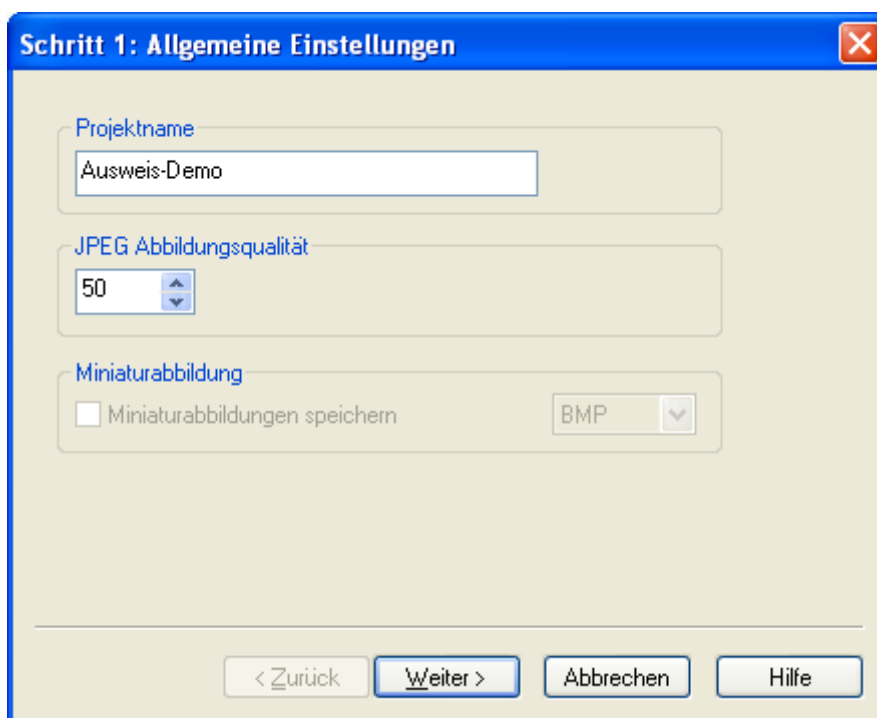 Schritt 1: Allgemeine Einstellungen
Projektname
Ausweis-Demo
JPEG Abbildungsqualität
50
Miniaturabbildung
Miniaturabbildungen speichern BMP
< Zurück Weiter > Abbrechen Hilfe